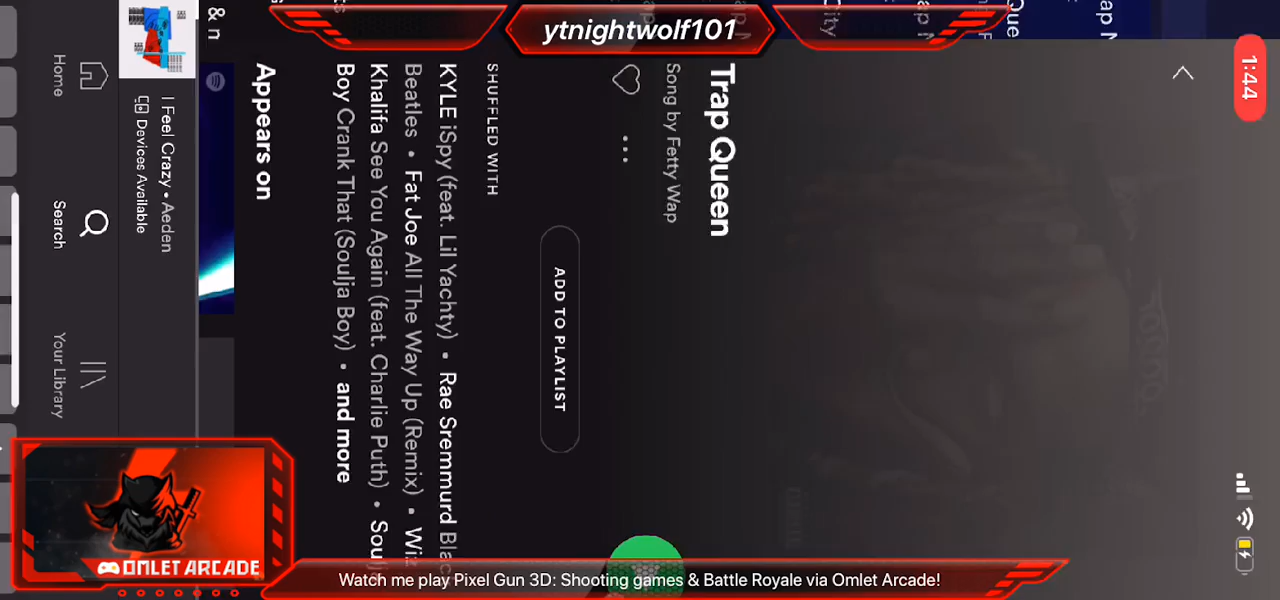 ytnightwolf101
1:44
Trap Queen
Song by Fetty Wap
ADD TO PLAYLIST
SHUFFLED WITH
KYLE iSpy (feat. Lil Yachty) • Rae Sremmurd Blac
Beatles • Fat Joe All The Way Up (Remix) • Wiz
Khalifa See You Again (feat. Charlie Puth) • Soulj
Boy Crank That (Soulja Boy) • and more
Appears on
& n
I Feel Crazy • Aeden
Devices Available
Home
Search
Your Library
OMLET ARCADE
Watch me play Pixel Gun 3D: Shooting games & Battle Royale via Omlet Arcade!